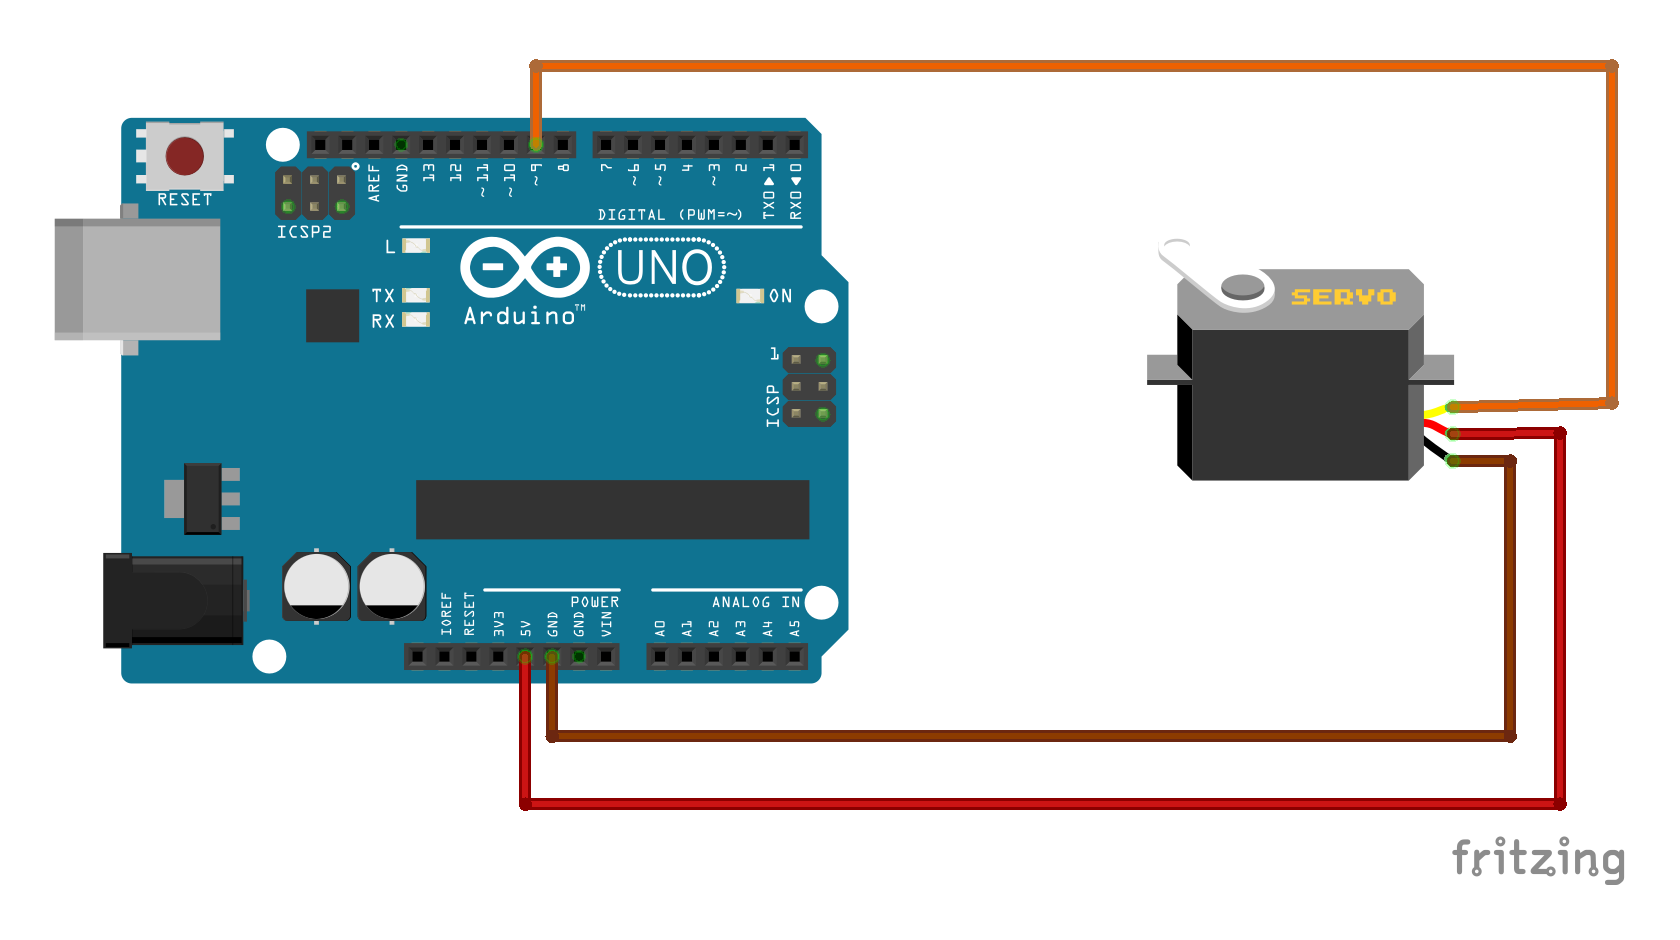 RESET
ICSP2
AREF
GND
13
12
~11
~10
~9
8
7
~6
~5
4
~3
2
TX0▶1
RX0◀0
DIGITAL (PWM=~)
L
TX
RX
Arduino™
UNO
ON
1
ICSP
SERVO
POWER
ANALOG IN
IOREF
RESET
3V3
5V
GND
GND
VIN
A0
A1
A2
A3
A4
A5
fritzing